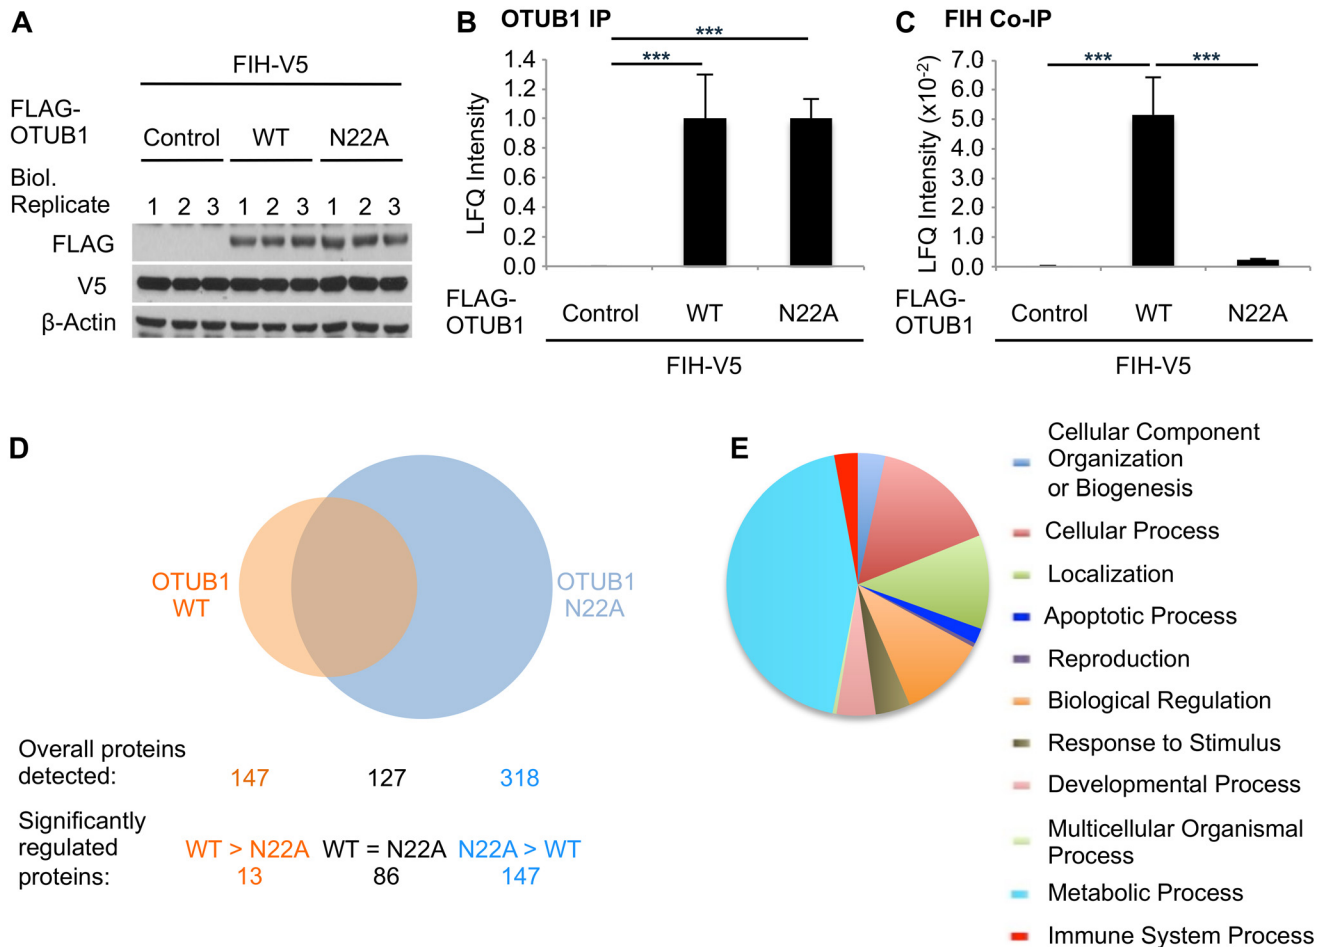 A
FIH-V5
FLAG-
OTUB1
Control WT N22A
Biol.
Replicate
1 2 3 1 2 3 1 2 3
FLAG
V5
β-Actin
B OTUB1 IP
***
***
LFQ Intensity
1.4
1.2
1.0
0.8
0.6
0.4
0.2
0.0
FLAG-
OTUB1
Control WT N22A
FIH-V5
C FIH Co-IP
*** ***
LFQ Intensity (x10⁻²)
7.0
6.0
5.0
4.0
3.0
2.0
1.0
0.0
FLAG-
OTUB1
Control WT N22A
FIH-V5
D
OTUB1
WT
OTUB1
N22A
Overall proteins
detected: 147 127 318
Significantly
regulated
proteins:
WT > N22A WT = N22A N22A > WT
13 86 147
E
Cellular Component
Organization
or Biogenesis
Cellular Process
Localization
Apoptotic Process
Reproduction
Biological Regulation
Response to Stimulus
Developmental Process
Multicellular Organismal
Process
Metabolic Process
Immune System Process